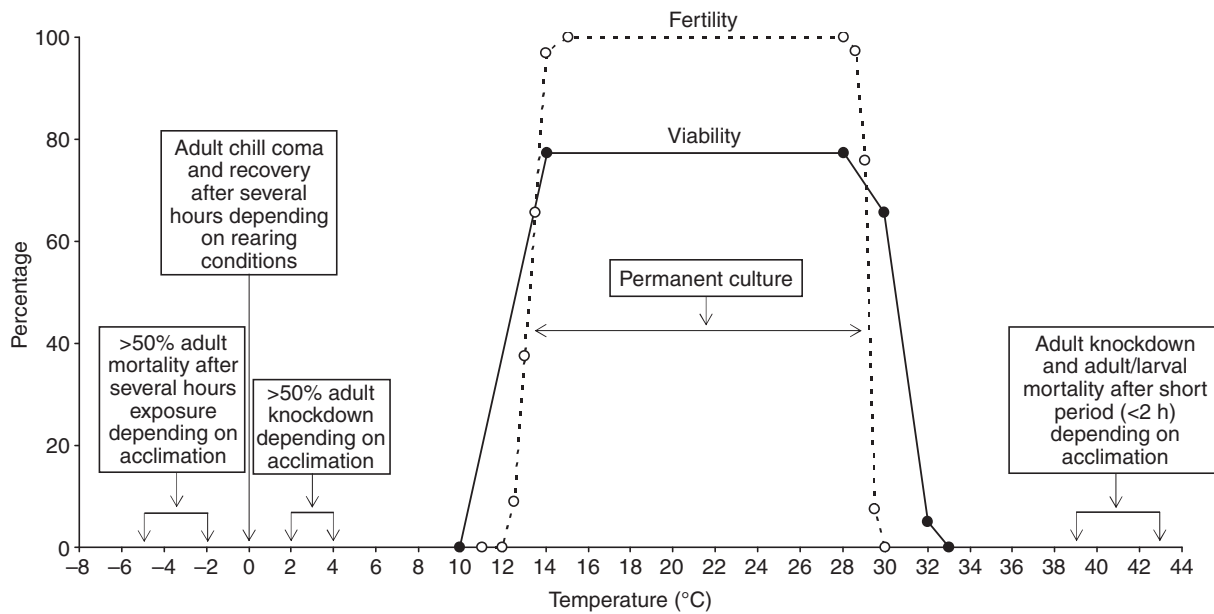 Fertility
Viability
Permanent culture
Adult chill coma
and recovery
after several
hours depending
on rearing
conditions
>50% adult
mortality after
several hours
exposure
depending on
acclimation
>50% adult
knockdown
depending on
acclimation
Adult knockdown
and adult/larval
mortality after short
period (<2 h)
depending on
acclimation
Percentage
100
80
60
40
20
0
−8 −6 −4 −2 0 2 4 6 8 10 12 14 16 18 20 22 24 26 28 30 32 34 36 38 40 42 44
Temperature (°C)